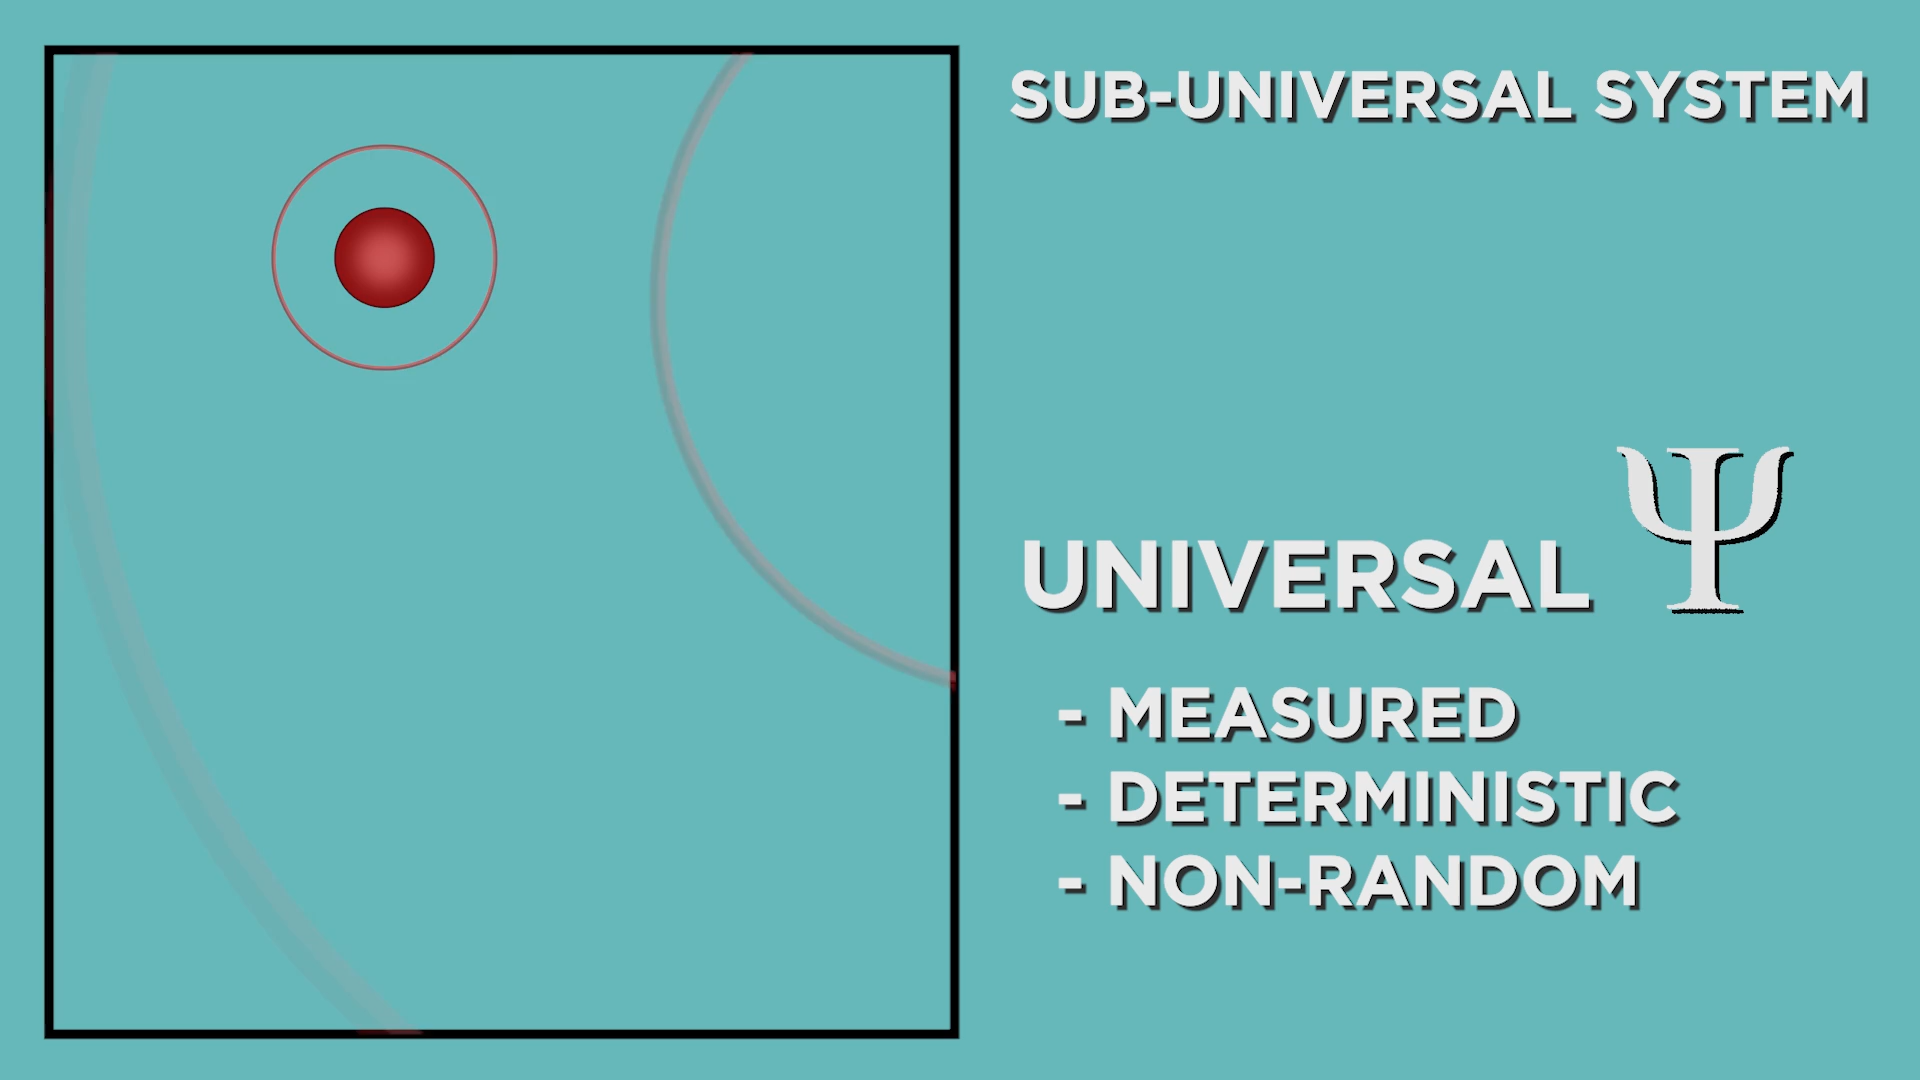 SUB-UNIVERSAL SYSTEM
UNIVERSAL Ψ
- MEASURED
- DETERMINISTIC
- NON-RANDOM